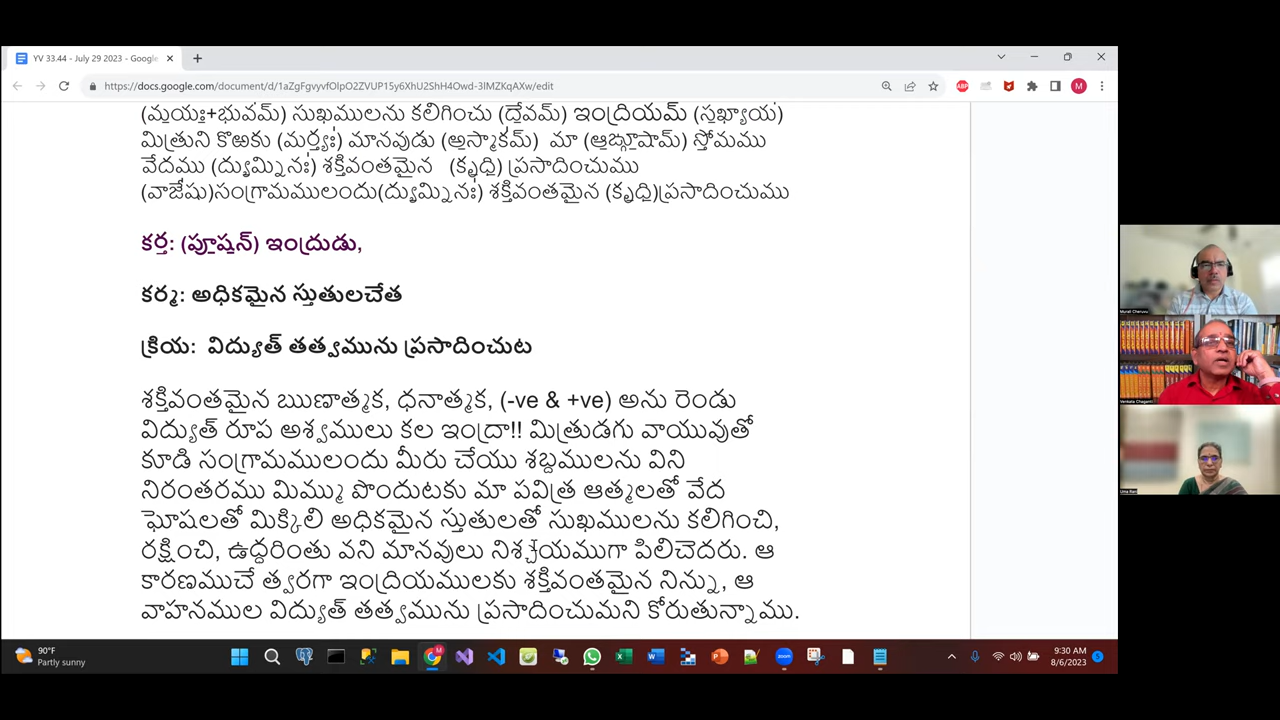 YV 33.44 - July 29 2023 - Google
https://docs.google.com/document/d/1aZgFgvyvfOlpO2ZVUP15y6XhU2ShH4Owd-3IMZKqAXw/edit
(మయః+భువమ్) సుఖములను కలిగించు (దేవమ్) ఇంద్రియమ్ (సఖ్యాయ)
మిత్రుని కొఱకు (మర్త్యః) మానవుడు (అస్మాకమ్) మా (ఆఙ్గూషామ్) స్తోమము
వేదము (ద్యుమ్నినః) శక్తివంతమైన (కృధి) ప్రసాదించుము
(వాజేషు)సంగ్రామములందు(ద్యుమ్నినః) శక్తివంతమైన (కృధి)ప్రసాదించుము
కర్త: (పూషన్) ఇంద్రుడు,
కర్మ: అధికమైన స్తుతులచేత
క్రియ: విద్యుత్ తత్వమును ప్రసాదించుట
శక్తివంతమైన ఋణాత్మక, ధనాత్మక, (-ve & +ve) అను రెండు
విద్యుత్ రూప అశ్వములు కల ఇంద్రా!! మిత్రుడగు వాయువుతో
కూడి సంగ్రామములందు మీరు చేయు శబ్దములను విని
నిరంతరము మిమ్ము పొందుటకు మా పవిత్ర ఆత్మలతో వేద
ఘోషలతో మిక్కిలి అధికమైన స్తుతులతో సుఖములను కలిగించి,
రక్షించి, ఉద్ధరింతు వని మానవులు నిశ్చయముగా పిలిచెదరు. ఆ
కారణముచే త్వరగా ఇంద్రియములకు శక్తివంతమైన నిన్ను, ఆ
వాహనముల విద్యుత్ తత్వమును ప్రసాదించుమని కోరుతున్నాము.
Murali Cheruvu
Venkata Chaganti
90°F
Partly sunny
9:30 AM
8/6/2023